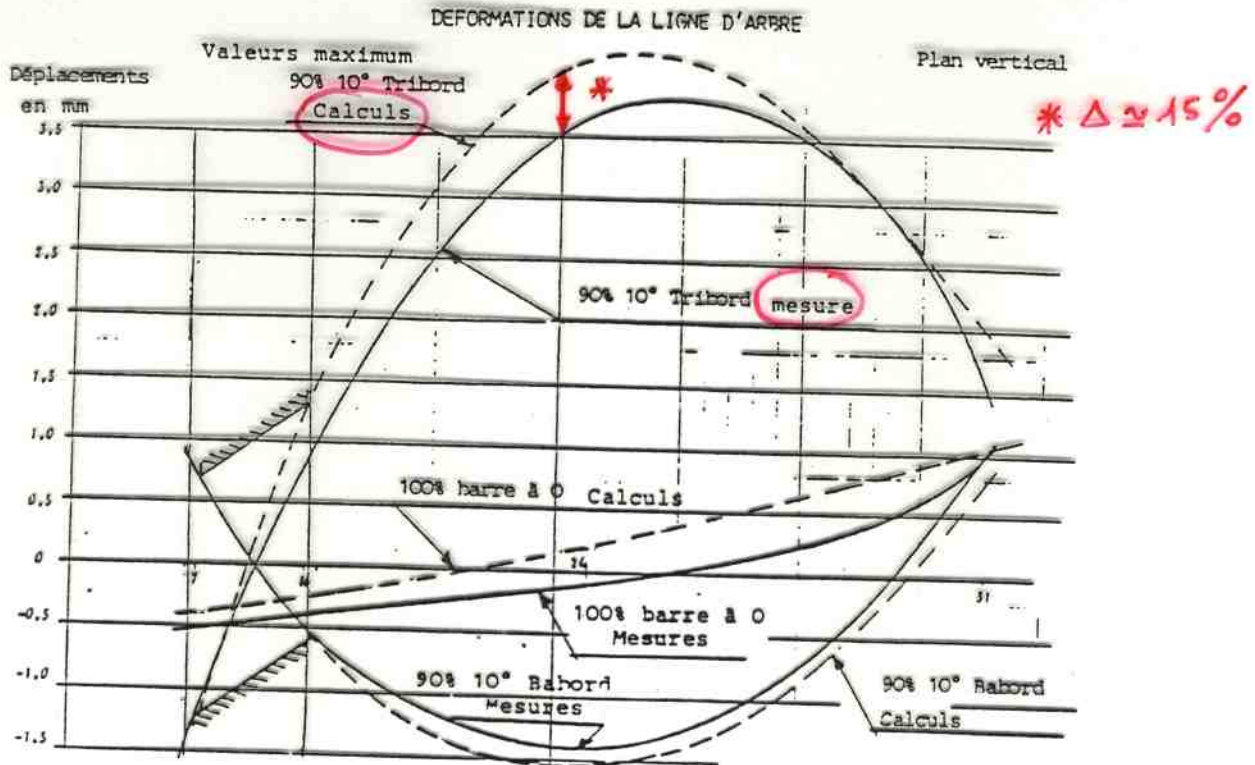 DEFORMATIONS DE LA LIGNE D'ARBRE
Valeurs maximum
Plan vertical
Déplacements
en mm
90% 10° Tribord
Calculs
* Δ ≃ 15%
*
3,5
3,0
2,5
90% 10° Tribord mesure
2,0
1,5
1,0
0,5
100% barre à 0 Calculs
0
24
31
-0,5
100% barre à 0
Mesures
-1,0
90% 10° Babord
Mesures
90% 10° Babord
Calculs
-1,5